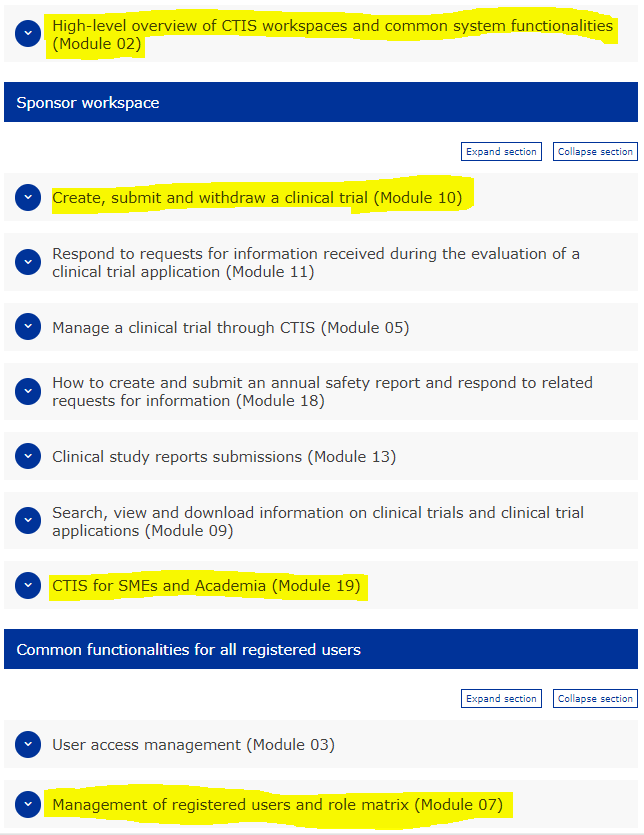 High-level overview of CTIS workspaces and common system functionalities
(Module 02)
Sponsor workspace
Expand section
Collapse section
Create, submit and withdraw a clinical trial (Module 10)
Respond to requests for information received during the evaluation of a
clinical trial application (Module 11)
Manage a clinical trial through CTIS (Module 05)
How to create and submit an annual safety report and respond to related
requests for information (Module 18)
Clinical study reports submissions (Module 13)
Search, view and download information on clinical trials and clinical trial
applications (Module 09)
CTIS for SMEs and Academia (Module 19)
Common functionalities for all registered users
Expand section
Collapse section
User access management (Module 03)
Management of registered users and role matrix (Module 07)